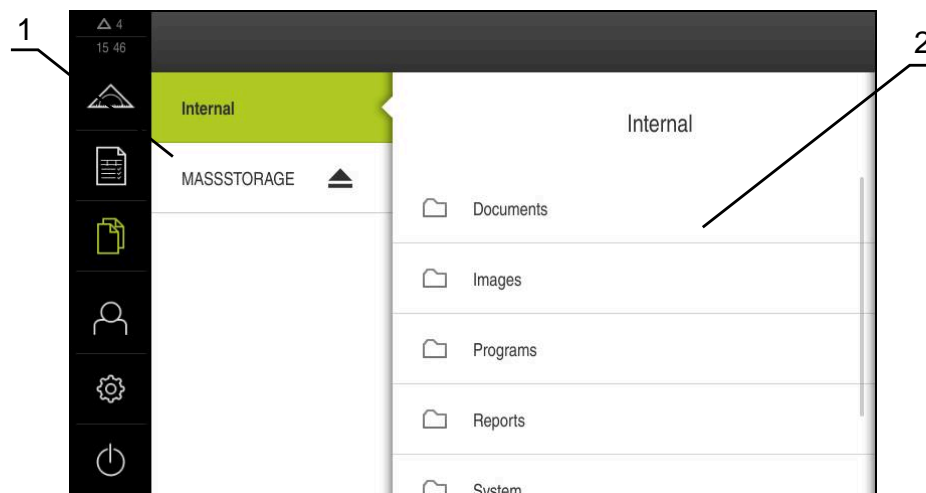 1
2
4
15 46
Internal
MASSSTORAGE
Internal
Documents
Images
Programs
Reports
System